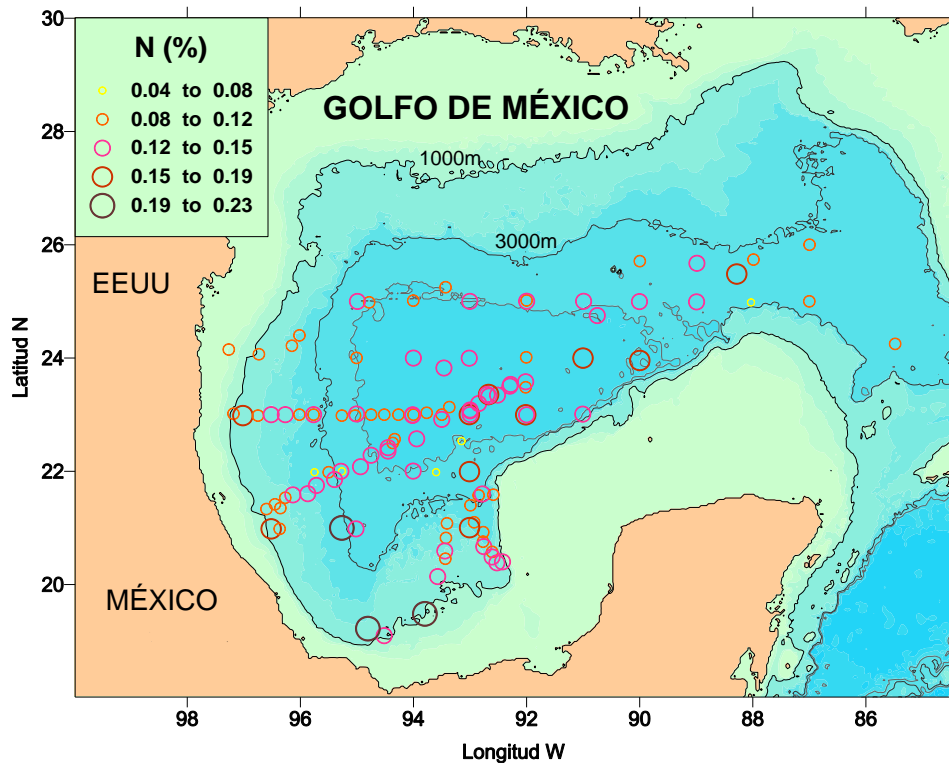 30
28
26
24
22
20
Latitud N
N (%)
0.04 to 0.08
0.08 to 0.12
0.12 to 0.15
0.15 to 0.19
0.19 to 0.23
GOLFO DE MÉXICO
1000m
3000m
EEUU
MÉXICO
98 96 94 92 90 88 86
Longitud W